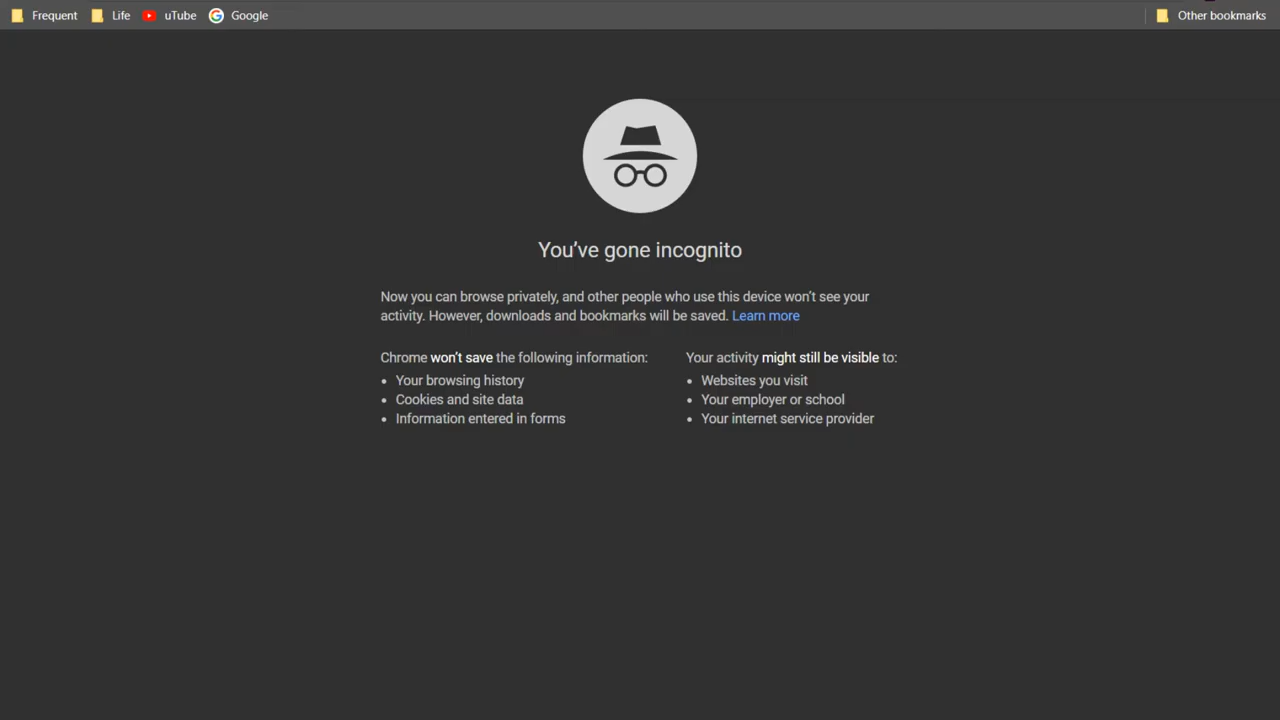 Frequent Life uTube Google Other bookmarks
You've gone incognito
Now you can browse privately, and other people who use this device won't see your
activity. However, downloads and bookmarks will be saved. Learn more
Chrome won't save the following information:
• Your browsing history
• Cookies and site data
• Information entered in forms
Your activity might still be visible to:
• Websites you visit
• Your employer or school
• Your internet service provider